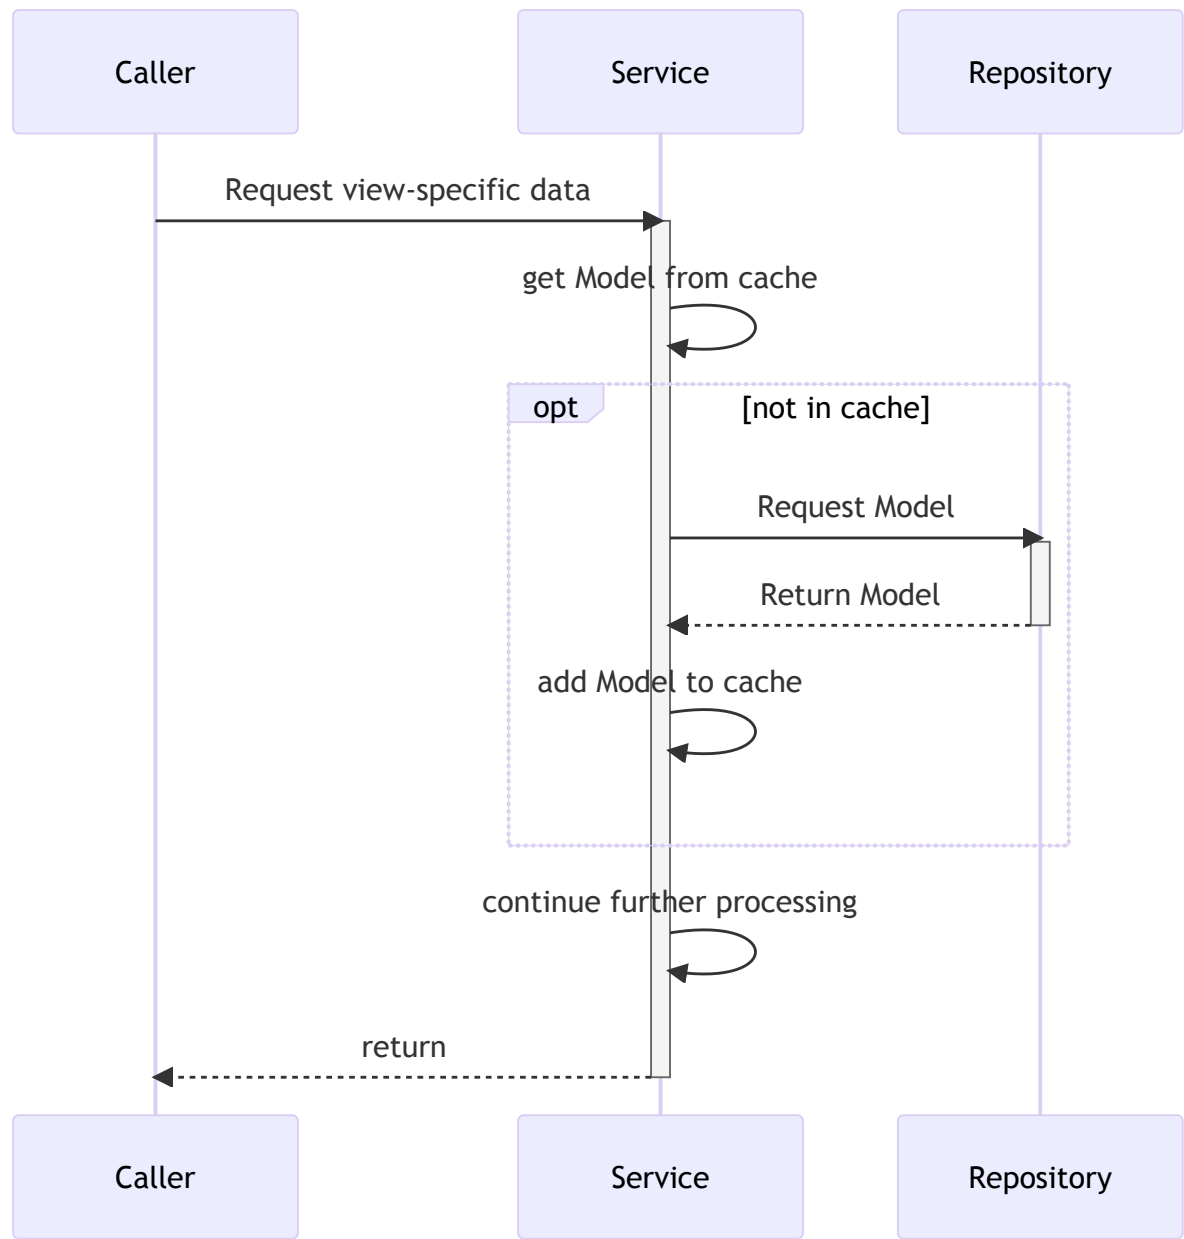 Caller
Service
Repository
Request view-specific data
get Model from cache
opt
[not in cache]
Request Model
Return Model
add Model to cache
continue further processing
return
Caller
Service
Repository